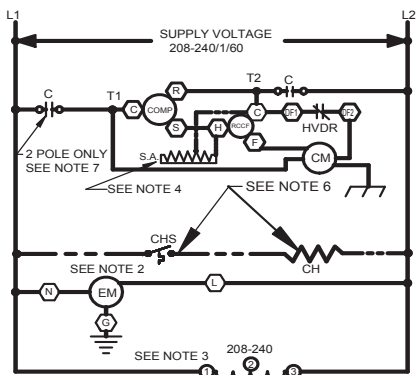 L1 L2
SUPPLY VOLTAGE
208-240/1/60
C T1 C COMP R T2 C
S H RCCF C DF1 HVDR DF2
S.A. F CM
2 POLE ONLY
SEE NOTE 7
SEE NOTE 4
SEE NOTE 6
CHS
CH
SEE NOTE 2
N EM L
G
SEE NOTE 3
208-240
1 2 3